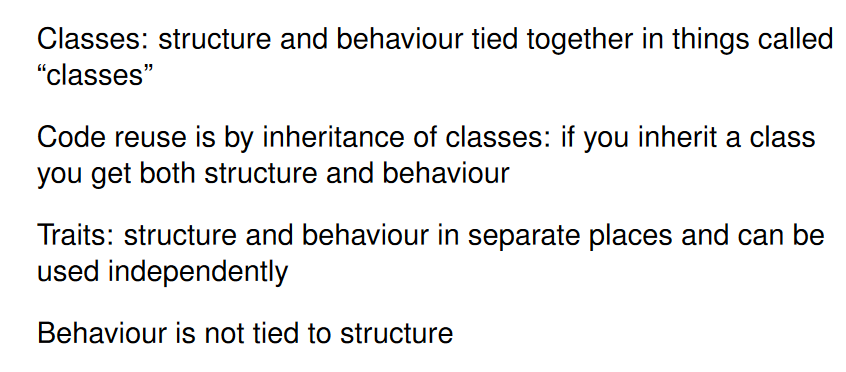 Classes: structure and behaviour tied together in things called
“classes”
Code reuse is by inheritance of classes: if you inherit a class
you get both structure and behaviour
Traits: structure and behaviour in separate places and can be
used independently
Behaviour is not tied to structure